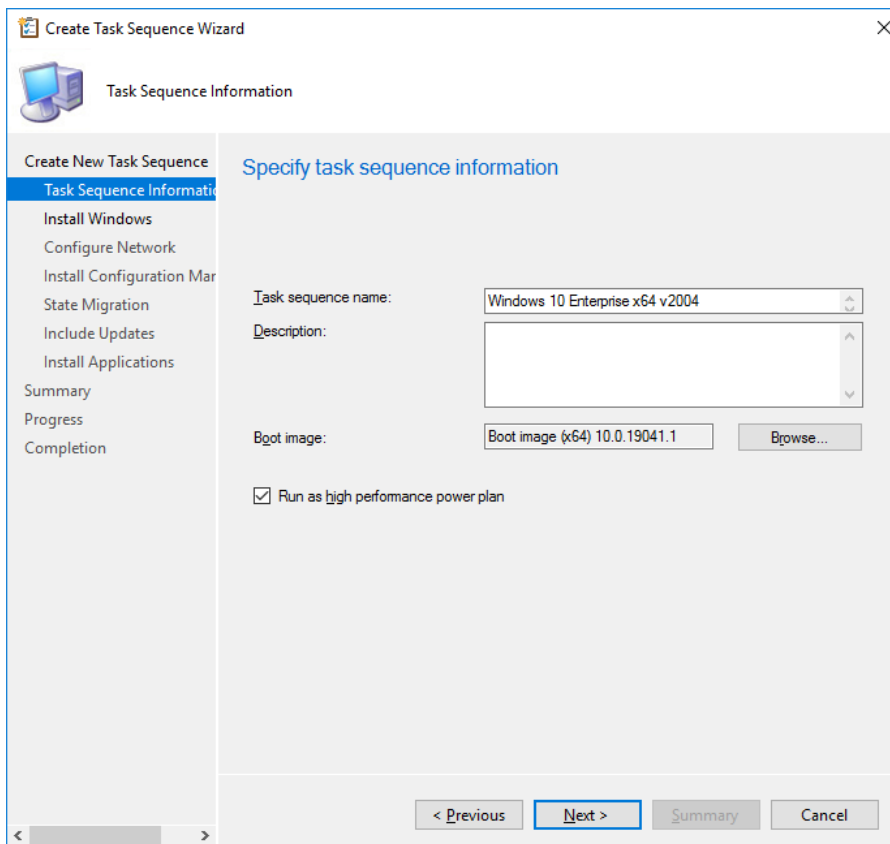 Create Task Sequence Wizard
Task Sequence Information
Create New Task Sequence
Task Sequence Informatio
Install Windows
Configure Network
Install Configuration Mar
State Migration
Include Updates
Install Applications
Summary
Progress
Completion
Specify task sequence information
Task sequence name:
Windows 10 Enterprise x64 v2004
Description:
Boot image:
Boot image (x64) 10.0.19041.1
Browse...
Run as high performance power plan
< Previous
Next >
Summary
Cancel